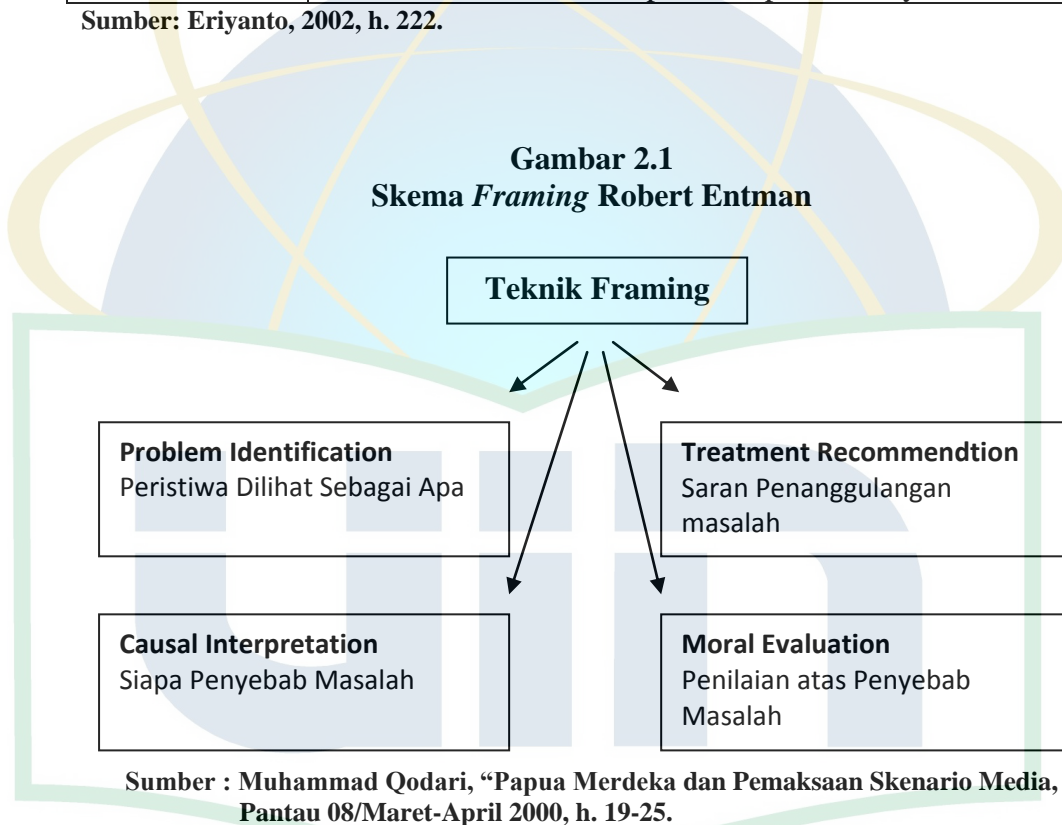 Sumber: Eriyanto, 2002, h. 222.
Gambar 2.1
Skema Framing Robert Entman
Teknik Framing
Problem Identification
Peristiwa Dilihat Sebagai Apa
Treatment Recommendtion
Saran Penanggulangan
masalah
Causal Interpretation
Siapa Penyebab Masalah
Moral Evaluation
Penilaian atas Penyebab
Masalah
uin
Sumber : Muhammad Qodari, “Papua Merdeka dan Pemaksaan Skenario Media,
Pantau 08/Maret-April 2000, h. 19-25.